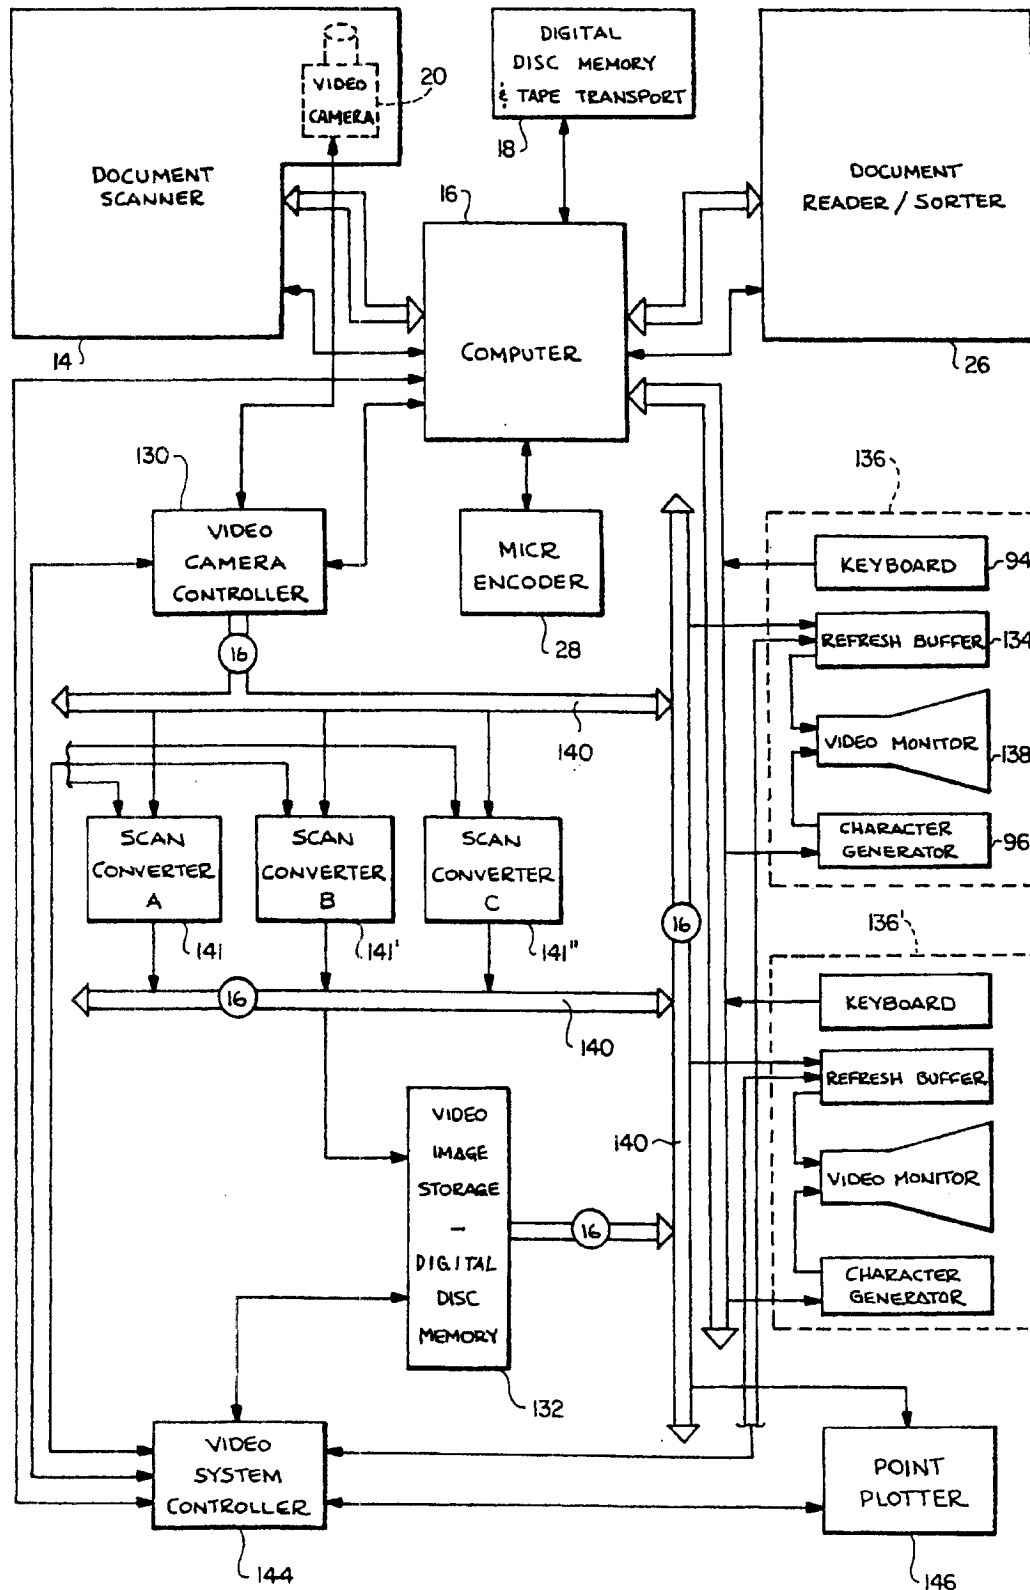 VIDEO
CAMERA
20
DOCUMENT
SCANNER
14
DIGITAL
DISC MEMORY
& TAPE TRANSPORT
18
DOCUMENT
READER / SORTER
26
16
COMPUTER
130
VIDEO
CAMERA
CONTROLLER
16
MICR
ENCODER
28
136
KEYBOARD
94
REFRESH BUFFER
134
VIDEO MONITOR
138
CHARACTER
GENERATOR
96
140
SCAN
CONVERTER
A
141
SCAN
CONVERTER
B
141'
SCAN
CONVERTER
C
141"
16
16
140
136'
KEYBOARD
REFRESH BUFFER
VIDEO MONITOR
CHARACTER
GENERATOR
140
VIDEO
IMAGE
STORAGE
—
DIGITAL
DISC
MEMORY
132
16
VIDEO
SYSTEM
CONTROLLER
144
POINT
PLOTTER
146